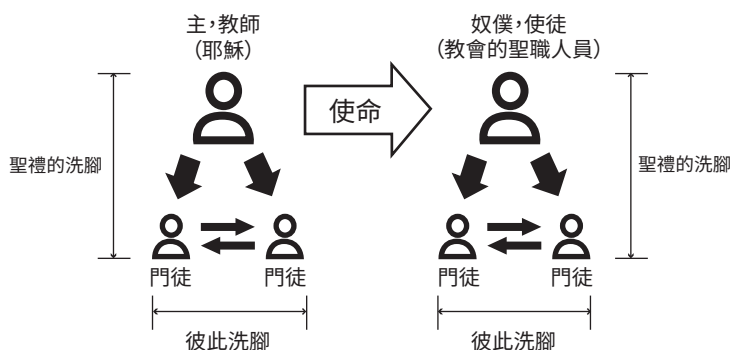 主，教師
（耶穌）
奴僕，使徒
（教會的聖職人員）
使命
聖禮的洗腳
聖禮的洗腳
門徒
門徒
門徒
門徒
彼此洗腳
彼此洗腳